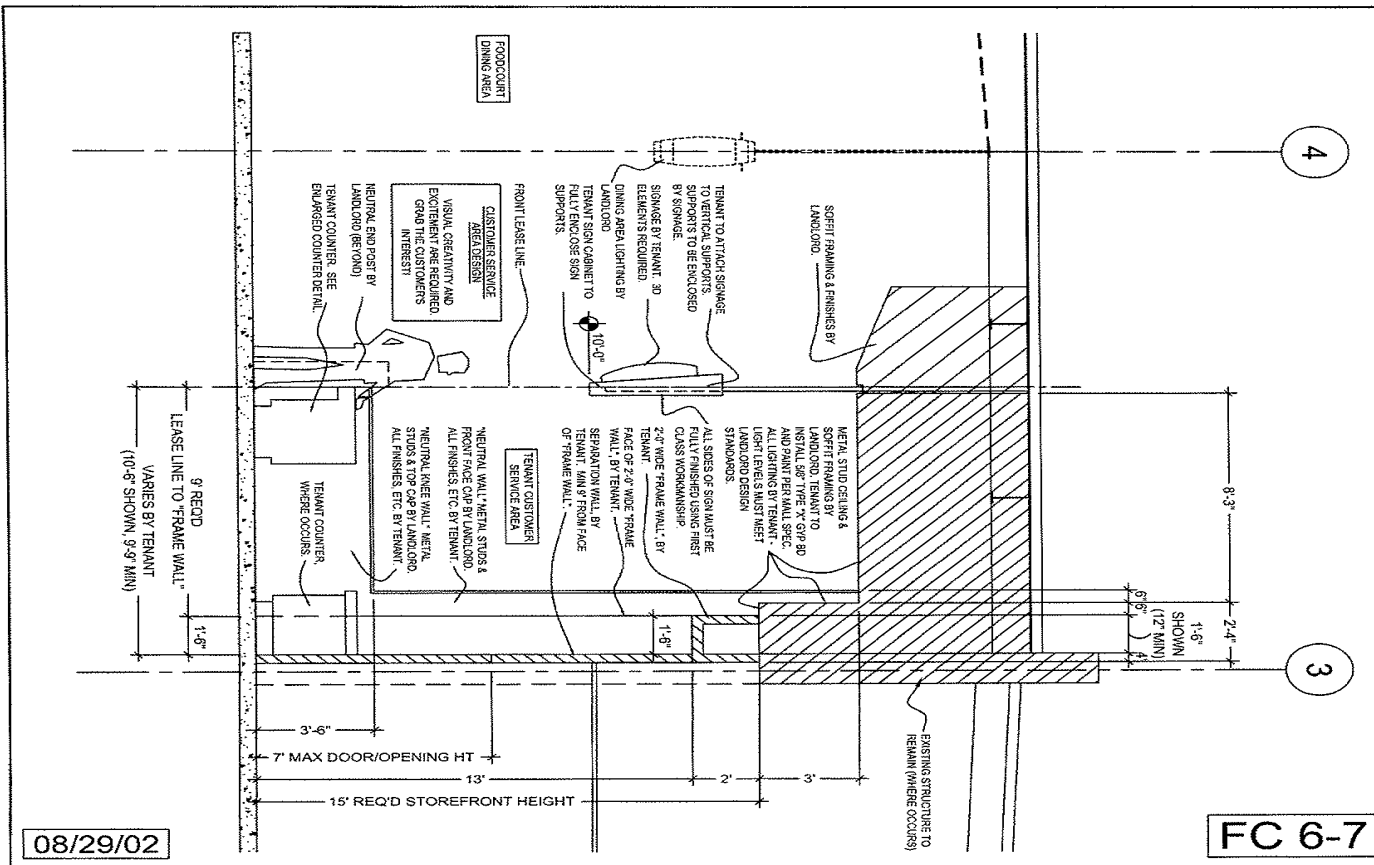 FOODCOURT
DINING AREA
4
TENANT TO ATTACH SIGNAGE
TO VERTICAL SUPPORTS.
SUPPORTS TO BE ENCLOSED
BY SIGNAGE.
SIGNAGE BY TENANT. 3D
ELEMENTS REQUIRED.
DINING AREA LIGHTING BY
LANDLORD
TENANT SIGN CABINET TO
FULLY ENCLOSE SIGN
SUPPORTS.
SOFFIT FRAMING & FINISHES BY
LANDLORD.
FRONT LEASE LINE.
CUSTOMER SERVICE
AREA DESIGN
VISUAL CREATIVITY AND
EXCITEMENT ARE REQUIRED.
GRAB THE CUSTOMER'S
INTEREST!
NEUTRAL END POST BY
LANDLORD (BEYOND)
TENANT COUNTER. SEE
ENLARGED COUNTER DETAIL.
10'-0"
METAL STUD CEILING &
SOFFIT FRAMING BY
LANDLORD. TENANT TO
INSTALL 5/8" TYPE "X" GYP BD
AND PAINT PER MALL SPEC.
ALL LIGHTING BY TENANT -
LIGHT LEVELS MUST MEET
LANDLORD DESIGN
STANDARDS.
ALL SIDES OF SIGN MUST BE
FULLY FINISHED USING FIRST
CLASS WORKMANSHIP.
2'-0" WIDE "FRAME WALL", BY
TENANT.
FACE OF 2'-0" WIDE "FRAME
WALL", BY TENANT.
SEPARATION WALL, BY
TENANT. MIN 9" FROM FACE
OF "FRAME WALL".
TENANT CUSTOMER
SERVICE AREA
"NEUTRAL WALL" METAL STUDS &
FRONT FACE CAP BY LANDLORD.
ALL FINISHES, ETC. BY TENANT.
"NEUTRAL KNEE WALL" METAL
STUDS & TOP CAP BY LANDLORD.
ALL FINISHES, ETC. BY TENANT.
TENANT COUNTER,
WHERE OCCURS.
8'-3"
2'-4"
6"
6"
1'-6"
SHOWN
(12" MIN)
4"
3
EXISTING STRUCTURE TO
REMAIN (WHERE OCCURS)
9' REQ'D
LEASE LINE TO "FRAME WALL"
1'-6"
VARIES BY TENANT
(10'-6" SHOWN, 9'-9" MIN)
1'-6"
3'-6"
7' MAX DOOR/OPENING HT
13'
2'
3'
15' REQ'D STOREFRONT HEIGHT
08/29/02
FC 6-7